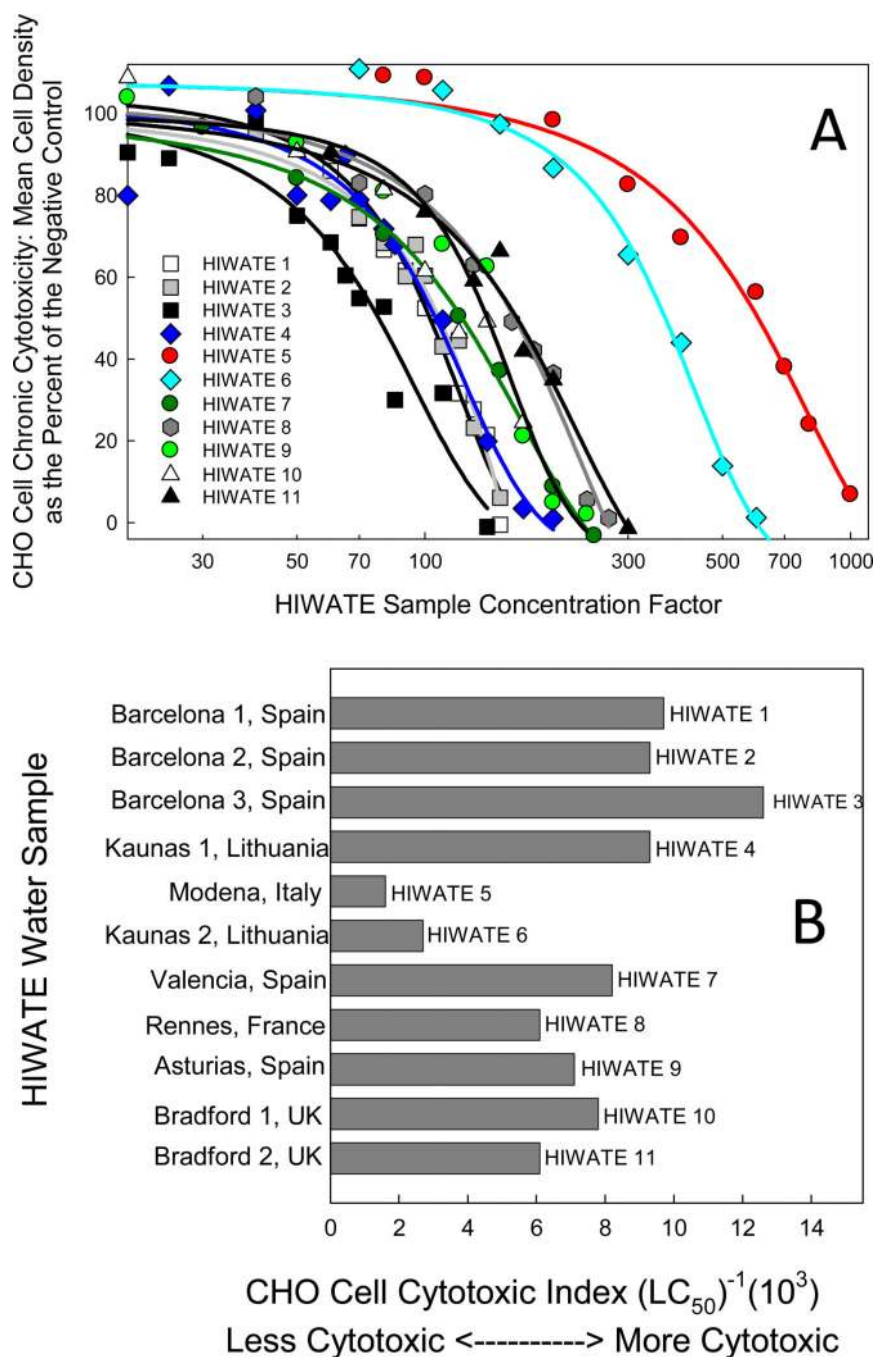 CHO Cell Chronic Cytotoxicity: Mean Cell Density
as the Percent of the Negative Control
100
80
60
40
20
0
A
HIWATE 1
HIWATE 2
HIWATE 3
HIWATE 4
HIWATE 5
HIWATE 6
HIWATE 7
HIWATE 8
HIWATE 9
HIWATE 10
HIWATE 11
30 50 70 100 300 500 700 1000
HIWATE Sample Concentration Factor
HIWATE Water Sample
Barcelona 1, Spain HIWATE 1
Barcelona 2, Spain HIWATE 2
Barcelona 3, Spain HIWATE 3
Kaunas 1, Lithuania HIWATE 4
Modena, Italy HIWATE 5
Kaunas 2, Lithuania HIWATE 6
B
Valencia, Spain HIWATE 7
Rennes, France HIWATE 8
Asturias, Spain HIWATE 9
Bradford 1, UK HIWATE 10
Bradford 2, UK HIWATE 11
0 2 4 6 8 10 12 14
CHO Cell Cytotoxic Index (LC₅₀)⁻¹(10³)
Less Cytotoxic <----------> More Cytotoxic